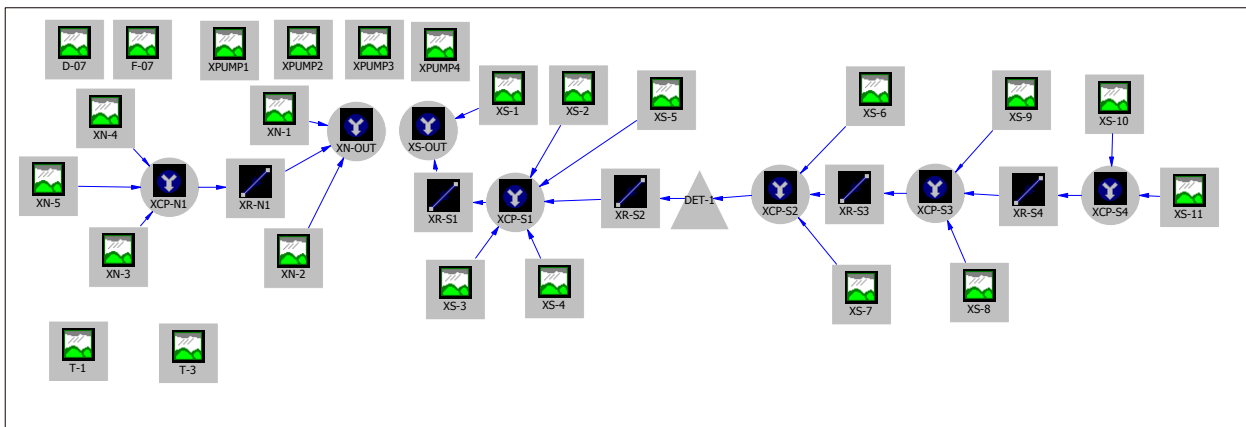 D-07
F-07
XPUMP1
XPUMP2
XPUMP3
XPUMP4
XN-4
XN-1
XN-OUT
XS-OUT
XS-1
XS-2
XS-5
XS-6
XS-9
XS-10
XN-5
XCP-N1
XR-N1
XR-S1
XCP-S1
XR-S2
DET-1
XCP-S2
XR-S3
XCP-S3
XR-S4
XCP-S4
XS-11
XN-3
XN-2
XS-3
XS-4
XS-7
XS-8
T-1
T-3